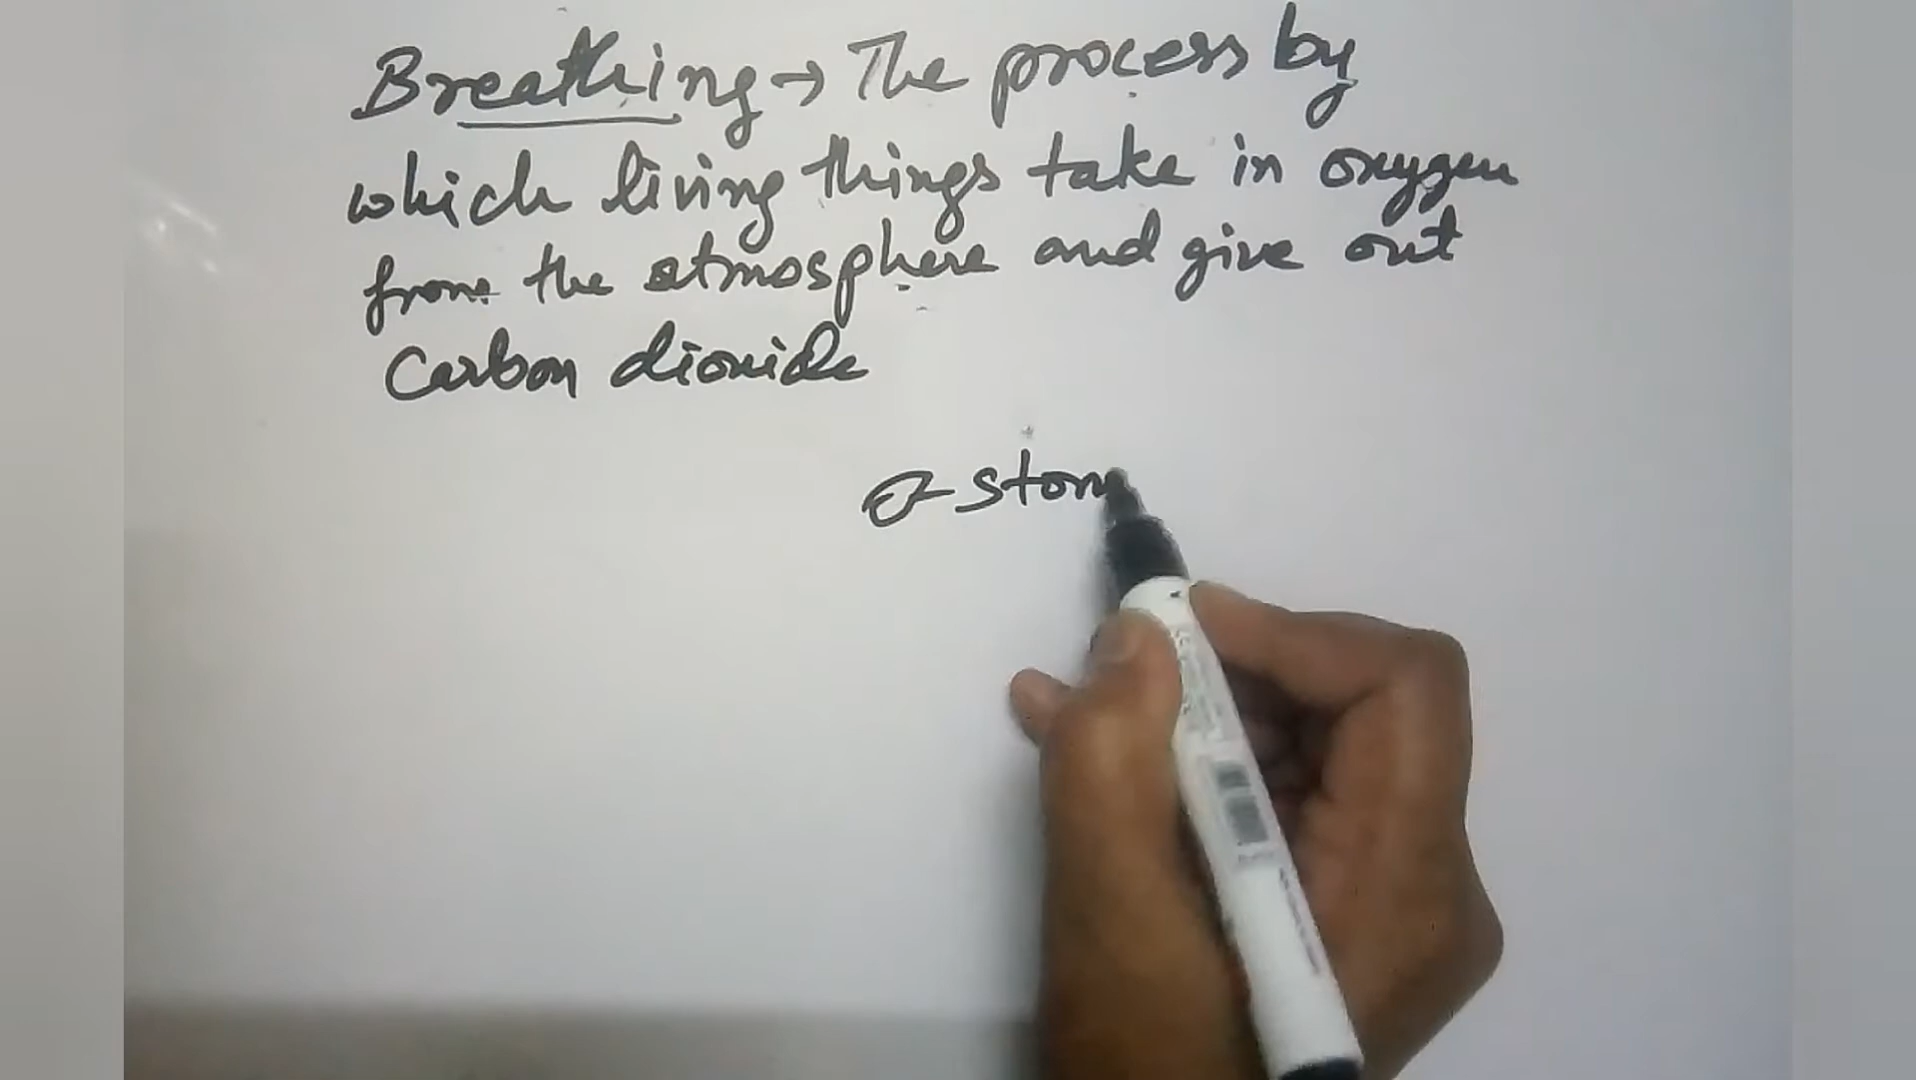 Breathing → The process by
which living things take in oxygen
from the atmosphere and give out
Carbon dioxide
stom